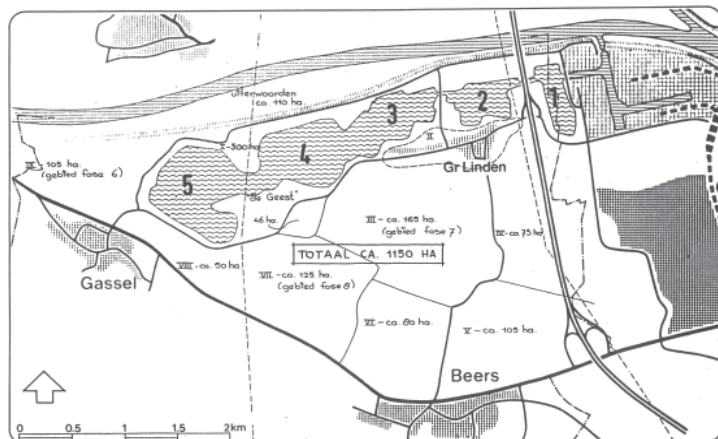 uiterwaarden
ca. 110 ha.
3
2
1
II
I - 300 ha
4
IX - 105 ha.
(gebied fase 6)
Gr Linden
5
"de Geest"
46 ha.
III - ca. 165 ha.
(gebied fase 7)
IV - ca. 75 ha
TOTAAL CA. 1150 HA
Gassel
VIII - ca. 50 ha.
VII - ca. 125 ha.
(gebied fase 8)
VI - ca. 80 ha.
V - ca. 105 ha.
Beers
0 0.5 1 1.5 2km